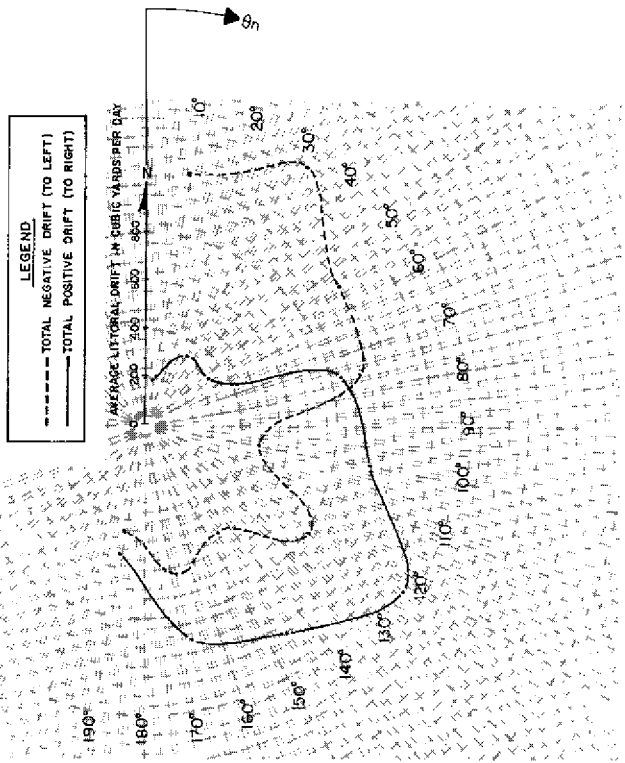 LEGEND
TOTAL NEGATIVE DRIFT (TO LEFT)
TOTAL POSITIVE DRIFT (TO RIGHT)
AVERAGE LITTORAL DRIFT IN CUBIC YARDS PER DAY
0 200 400 600 800
N
θn
10°
20°
30°
40°
50°
60°
70°
80°
90°
100°
110°
120°
130°
140°
150°
160°
170°
180°
190°